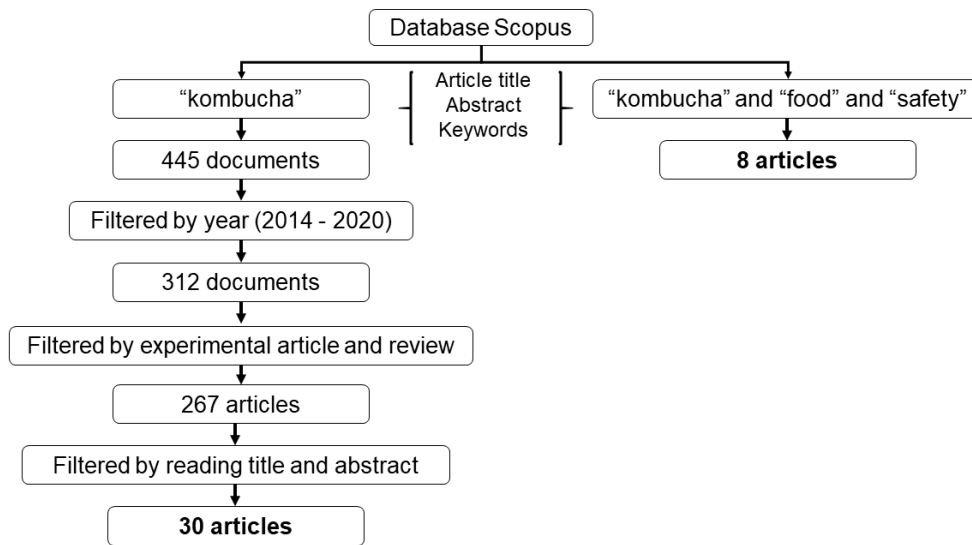 Database Scopus
“kombucha”
Article title
Abstract
Keywords
“kombucha” and “food” and “safety”
445 documents
8 articles
Filtered by year (2014 - 2020)
312 documents
Filtered by experimental article and review
267 articles
Filtered by reading title and abstract
30 articles